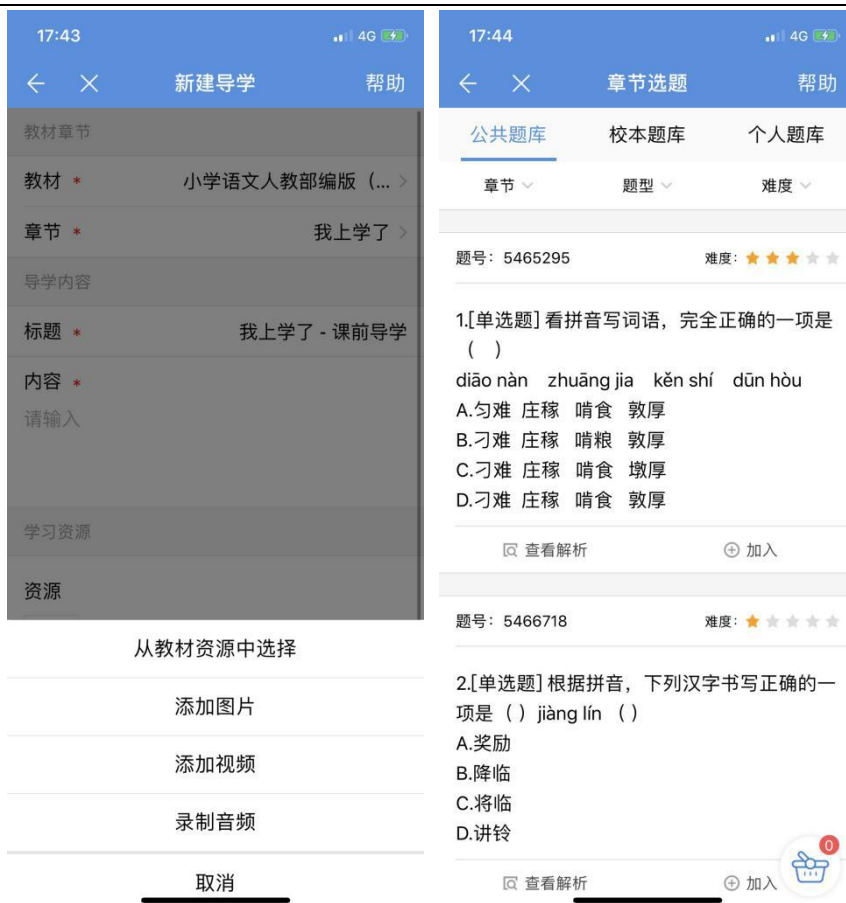 17:43
4G
新建导学
帮助
教材章节
教材 *
小学语文人教部编版（...
章节 *
我上学了
导学内容
标题 *
我上学了 - 课前导学
内容 *
请输入
学习资源
资源
从教材资源中选择
添加图片
添加视频
录制音频
取消
17:44
4G
章节选题
帮助
公共题库 校本题库 个人题库
章节 题型 难度
题号：5465295 难度：
1.[单选题] 看拼音写词语，完全正确的一项是
（ ）
diāo nàn zhuāng jia kěn shí dūn hòu
A.匀难 庄稼 啃食 敦厚
B.刁难 庄稼 啃粮 敦厚
C.刁难 庄稼 啃食 墩厚
D.刁难 庄稼 啃食 敦厚
查看解析 加入
题号：5466718 难度：
2.[单选题] 根据拼音，下列汉字书写正确的一
项是（ ）jiàng lín （ ）
A.奖励
B.降临
C.将临
D.讲铃
查看解析 加入
0